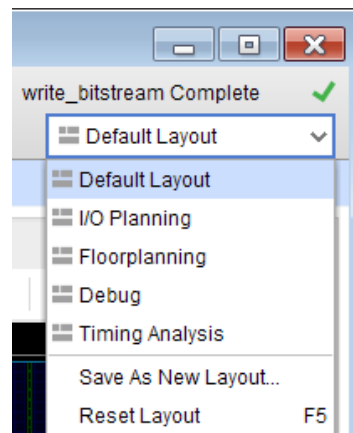 write_bitstream Complete
Default Layout
Default Layout
I/O Planning
Floorplanning
Debug
Timing Analysis
Save As New Layout...
Reset Layout F5